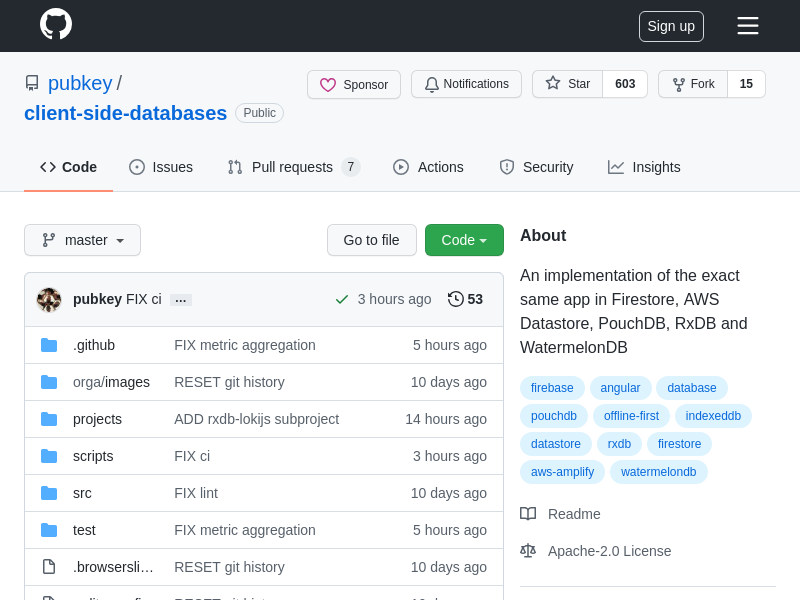 Sign up
pubkey /
client-side-databases Public
Sponsor
Notifications
Star 603
Fork 15
Code
Issues
Pull requests 7
Actions
Security
Insights
master
Go to file
Code
pubkey FIX ci ... 3 hours ago 53
.github FIX metric aggregation 5 hours ago
orga/images RESET git history 10 days ago
projects ADD rxdb-lokijs subproject 14 hours ago
scripts FIX ci 3 hours ago
src FIX lint 10 days ago
test FIX metric aggregation 5 hours ago
.browsersli… RESET git history 10 days ago
About
An implementation of the exact
same app in Firestore, AWS
Datastore, PouchDB, RxDB and
WatermelonDB
firebase angular database
pouchdb offline-first indexeddb
datastore rxdb firestore
aws-amplify watermelondb
Readme
Apache-2.0 License